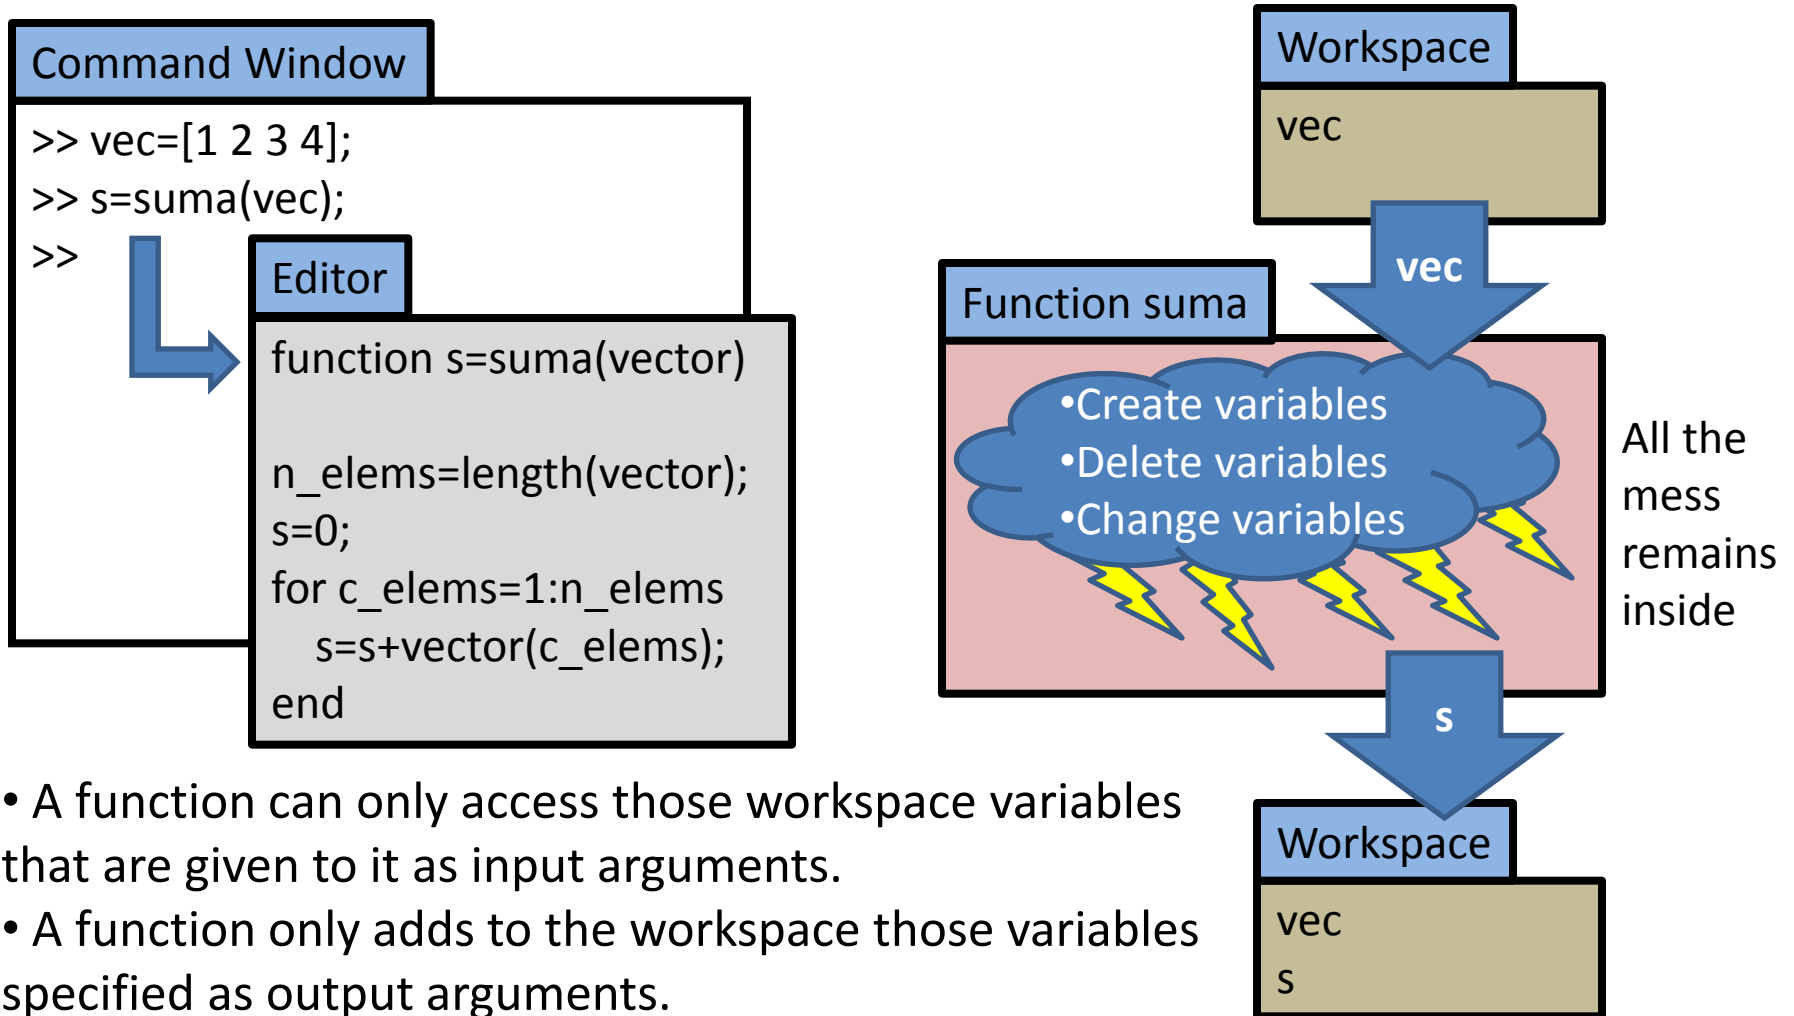 Command Window
>> vec=[1 2 3 4];
>> s=suma(vec);
>>
Editor
function s=suma(vector)
n_elems=length(vector);
s=0;
for c_elems=1:n_elems
s=s+vector(c_elems);
end
Workspace
vec
vec
Function suma
•Create variables
•Delete variables
•Change variables
All the
mess
remains
inside
s
Workspace
vec
s
• A function can only access those workspace variables
that are given to it as input arguments.
• A function only adds to the workspace those variables
specified as output arguments.